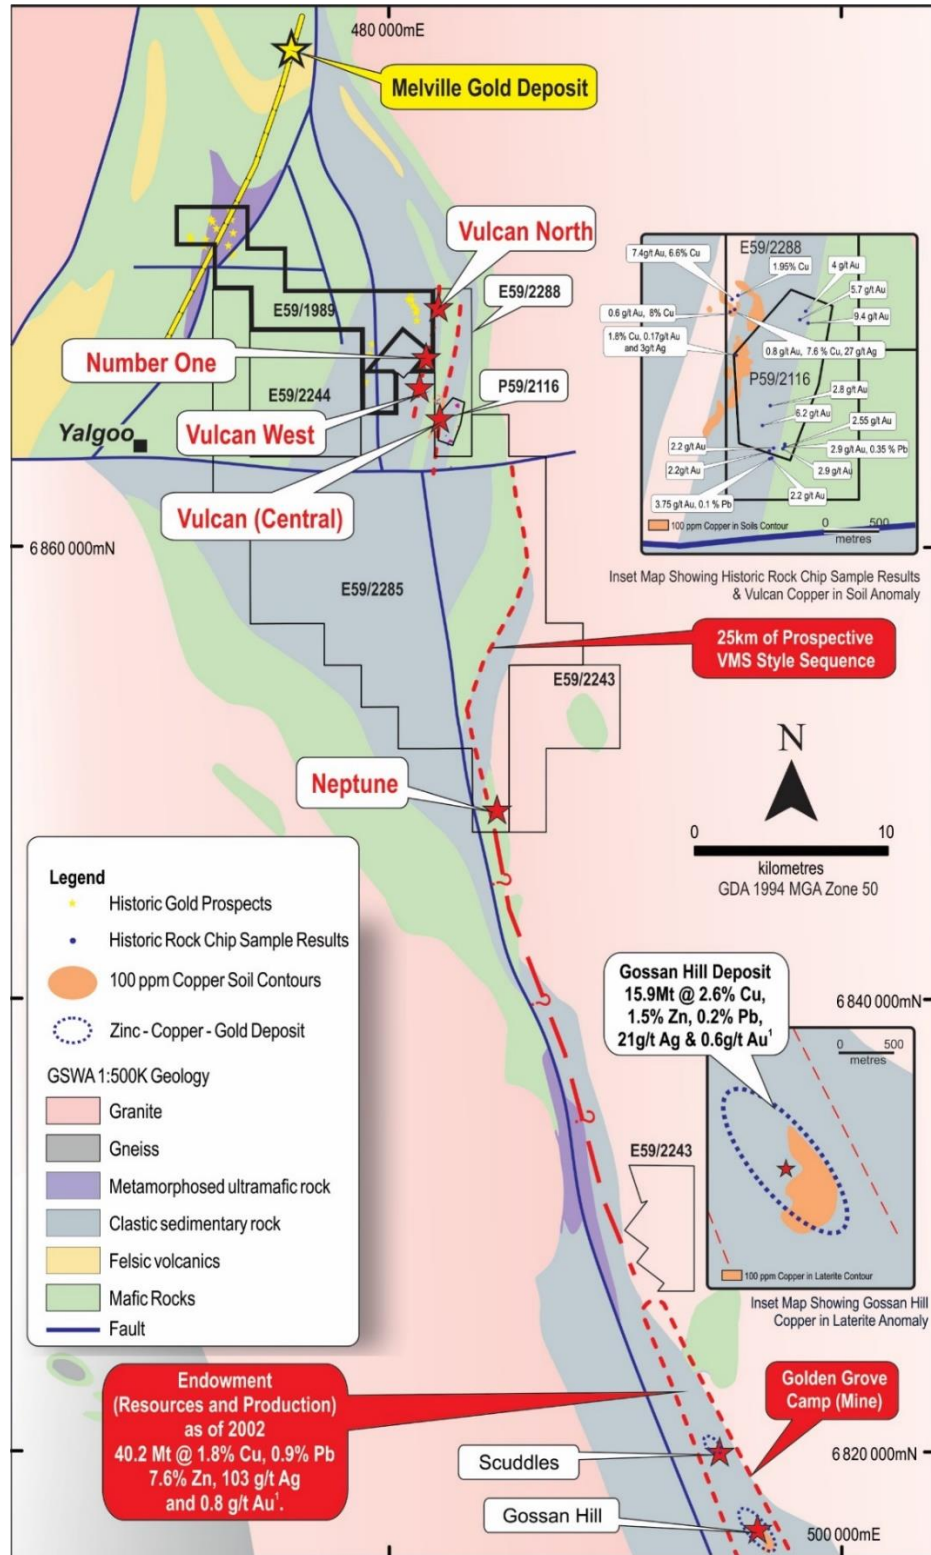 480 000mE
Melville Gold Deposit
Vulcan North
E59/2288
E59/1989
Number One
E59/2244
P59/2116
Vulcan West
Yalgoo
Vulcan (Central)
6 860 000mN
E59/2285
E59/2288
7.4g/t Au, 6.6% Cu
1.95% Cu
4 g/t Au
5.7 g/t Au
0.6 g/t Au, 8% Cu
9.4 g/t Au
1.8% Cu, 0.17g/t Au
and 3g/t Ag
0.8 g/t Au, 7.6 % Cu, 27 g/t Ag
P59/2116
2.8 g/t Au
6.2 g/t Au
2.55 g/t Au
2.2 g/t Au
2.9 g/t Au, 0.35 % Pb
2.2g/t Au
2.9 g/t Au
3.75 g/t Au, 0.1 % Pb
2.2 g/t Au
100 ppm Copper in Soils Contour
0 500
metres
Inset Map Showing Historic Rock Chip Sample Results
& Vulcan Copper in Soil Anomaly
25km of Prospective
VMS Style Sequence
E59/2243
Neptune
N
0 10
kilometres
GDA 1994 MGA Zone 50
?
?
?
Legend
Historic Gold Prospects
Historic Rock Chip Sample Results
100 ppm Copper Soil Contours
Zinc - Copper - Gold Deposit
GSWA 1:500K Geology
Granite
Gneiss
Metamorphosed ultramafic rock
Clastic sedimentary rock
Felsic volcanics
Mafic Rocks
Fault
Gossan Hill Deposit
15.9Mt @ 2.6% Cu,
1.5% Zn, 0.2% Pb,
21g/t Ag & 0.6g/t Au¹
6 840 000mN
0 500
metres
100 ppm Copper in Laterite Contour
Inset Map Showing Gossan Hill
Copper in Laterite Anomaly
E59/2243
Endowment
(Resources and Production)
as of 2002
40.2 Mt @ 1.8% Cu, 0.9% Pb
7.6% Zn, 103 g/t Ag
and 0.8 g/t Au¹.
Golden Grove
Camp (Mine)
6 820 000mN
Scuddles
Gossan Hill
500 000mE